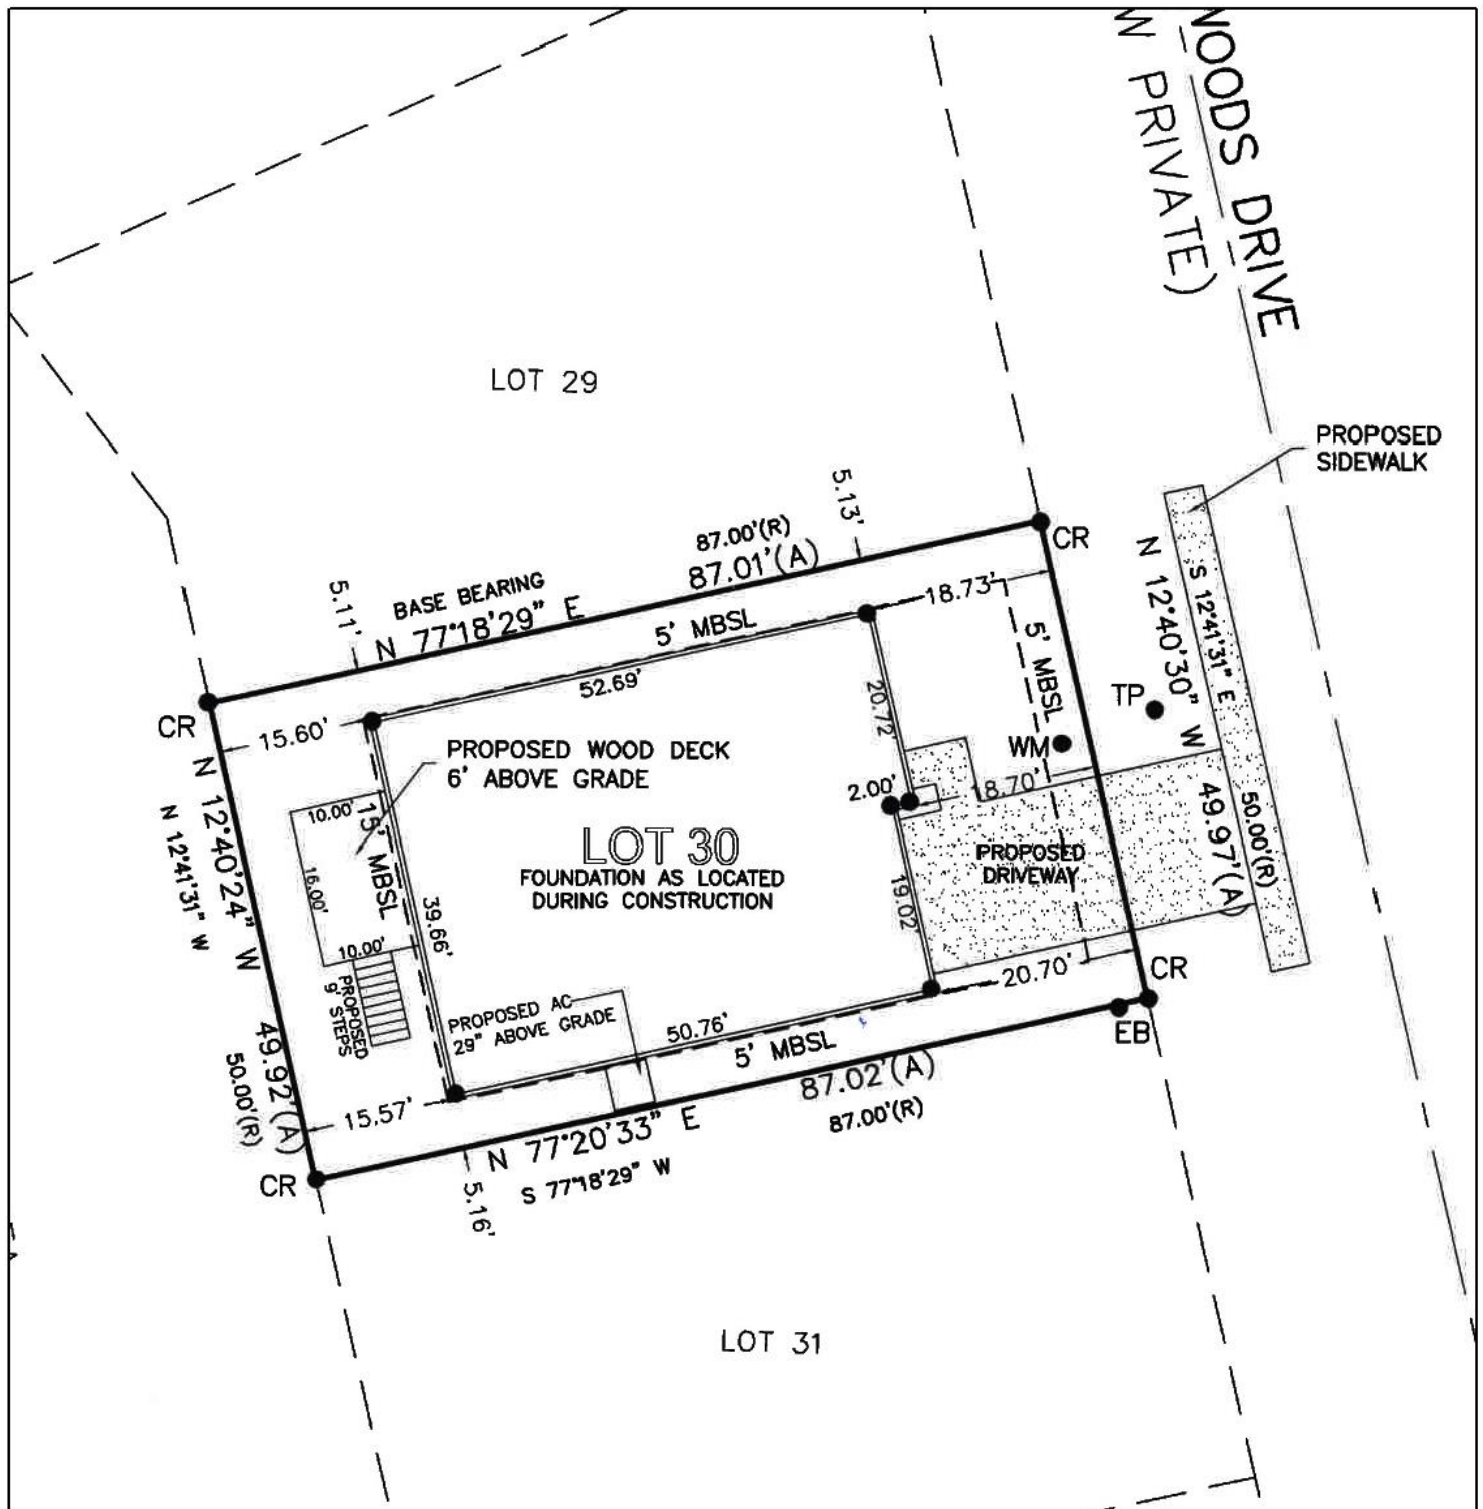 WOODS DRIVE
W PRIVATE)
LOT 29
PROPOSED
SIDEWALK
5.13'
87.00'(R)
87.01'(A)
CR
BASE BEARING
N 77°18'29" E
5.11'
5' MBSL
18.73'
52.69'
N 12°40'30" W
S 12°41'31" E
5' MBSL
TP
WM
CR
15.60'
20.72'
PROPOSED WOOD DECK
6' ABOVE GRADE
2.00'
18.70'
10.00'
15' MBSL
49.97'(A)
50.00'(R)
N 12°40'24" W
N 12°41'31" W
LOT 30
FOUNDATION AS LOCATED
DURING CONSTRUCTION
PROPOSED
DRIVEWAY
16.00'
39.66'
19.02'
10.00'
PROPOSED
9' STEPS
20.70'
CR
EB
PROPOSED AC
29" ABOVE GRADE
50.76'
5' MBSL
49.92'(A)
50.00'(R)
15.57'
87.02'(A)
87.00'(R)
N 77°20'33" E
S 77°18'29" W
CR
5.16'
LOT 31